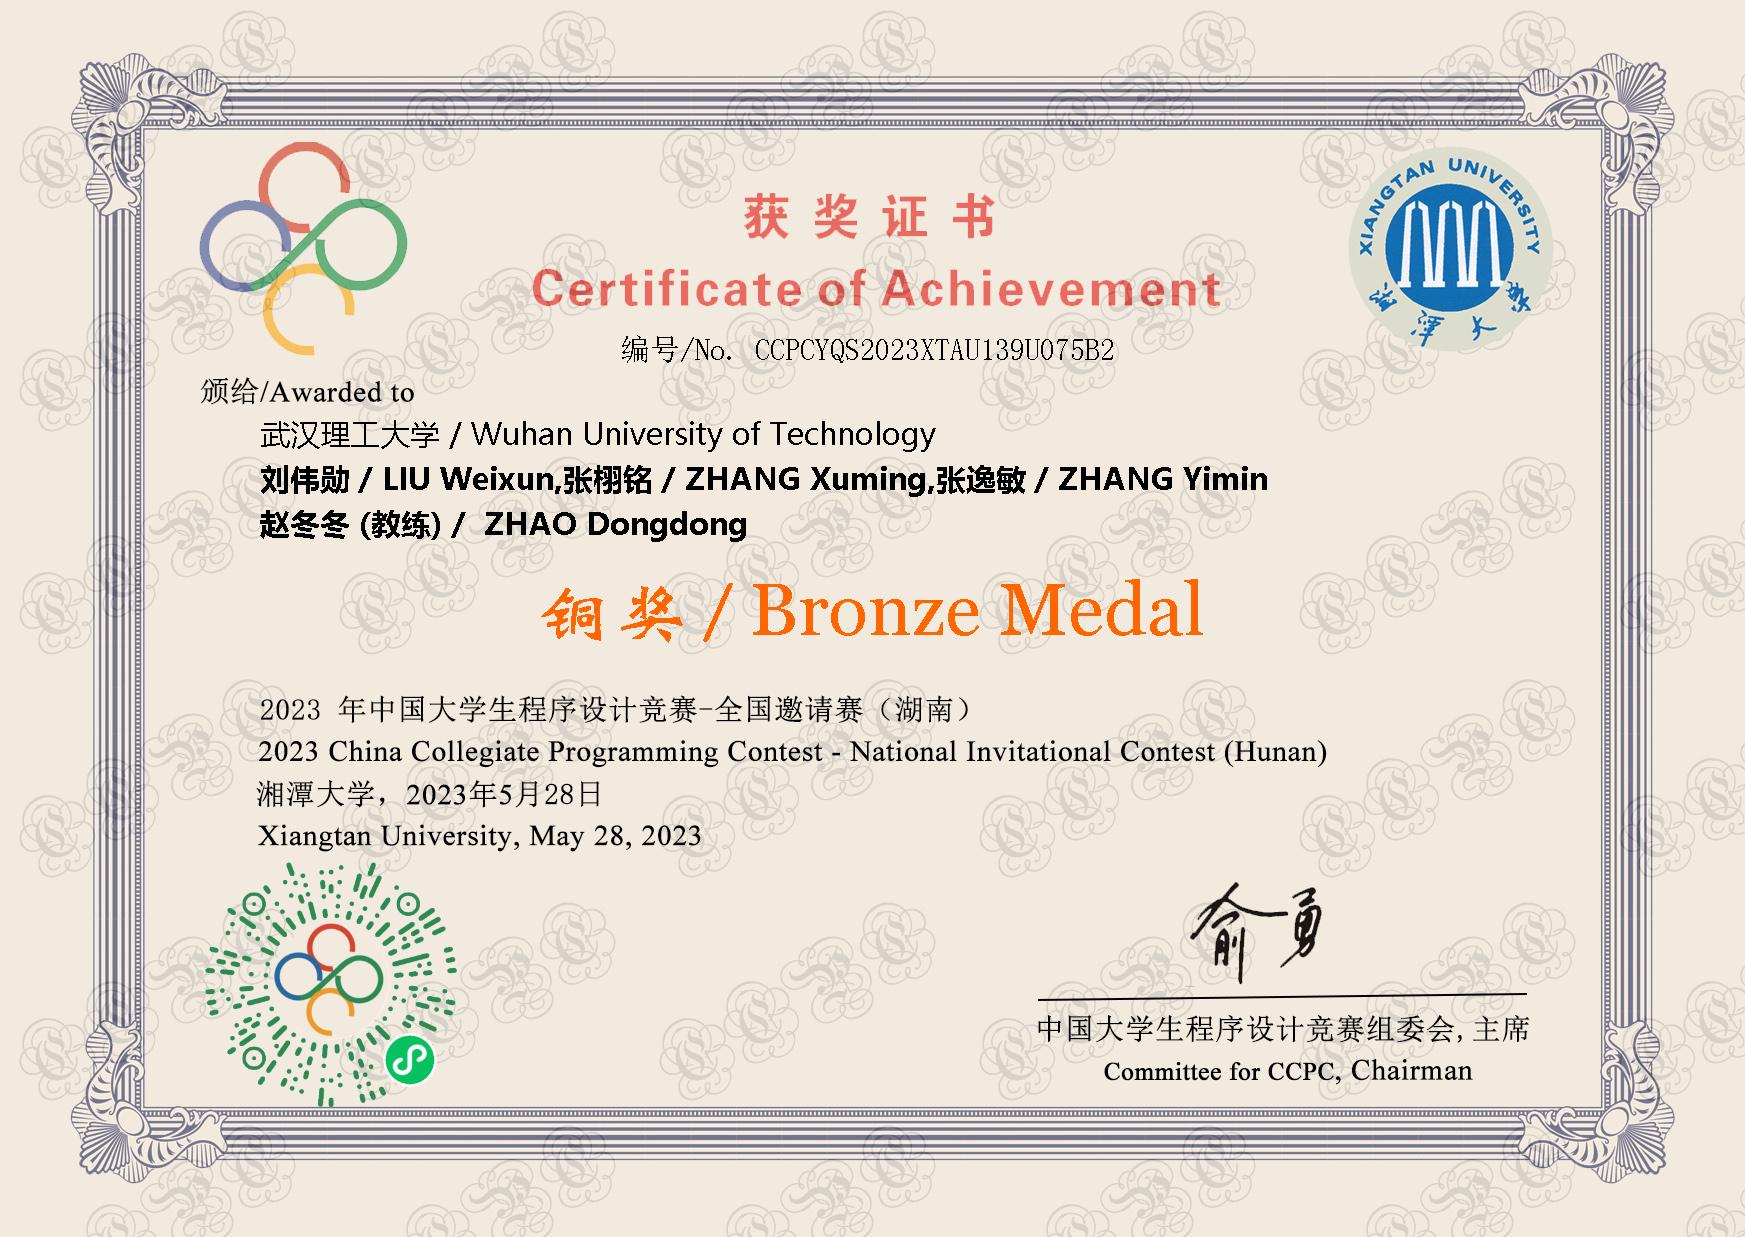 获奖证书
XIANGTAN UNIVERSITY
湘潭大学
Certificate of Achievement
编号/No. CCPCYQS2023XTAU139U075B2
颁给/Awarded to
武汉理工大学 / Wuhan University of Technology
刘伟勋 / LIU Weixun,张栩铭 / ZHANG Xuming,张逸敏 / ZHANG Yimin
赵冬冬 (教练) / ZHAO Dongdong
铜奖 / Bronze Medal
2023 年中国大学生程序设计竞赛-全国邀请赛（湖南）
2023 China Collegiate Programming Contest - National Invitational Contest (Hunan)
湘潭大学，2023年5月28日
Xiangtan University, May 28, 2023
俞勇
中国大学生程序设计竞赛组委会, 主席
Committee for CCPC, Chairman